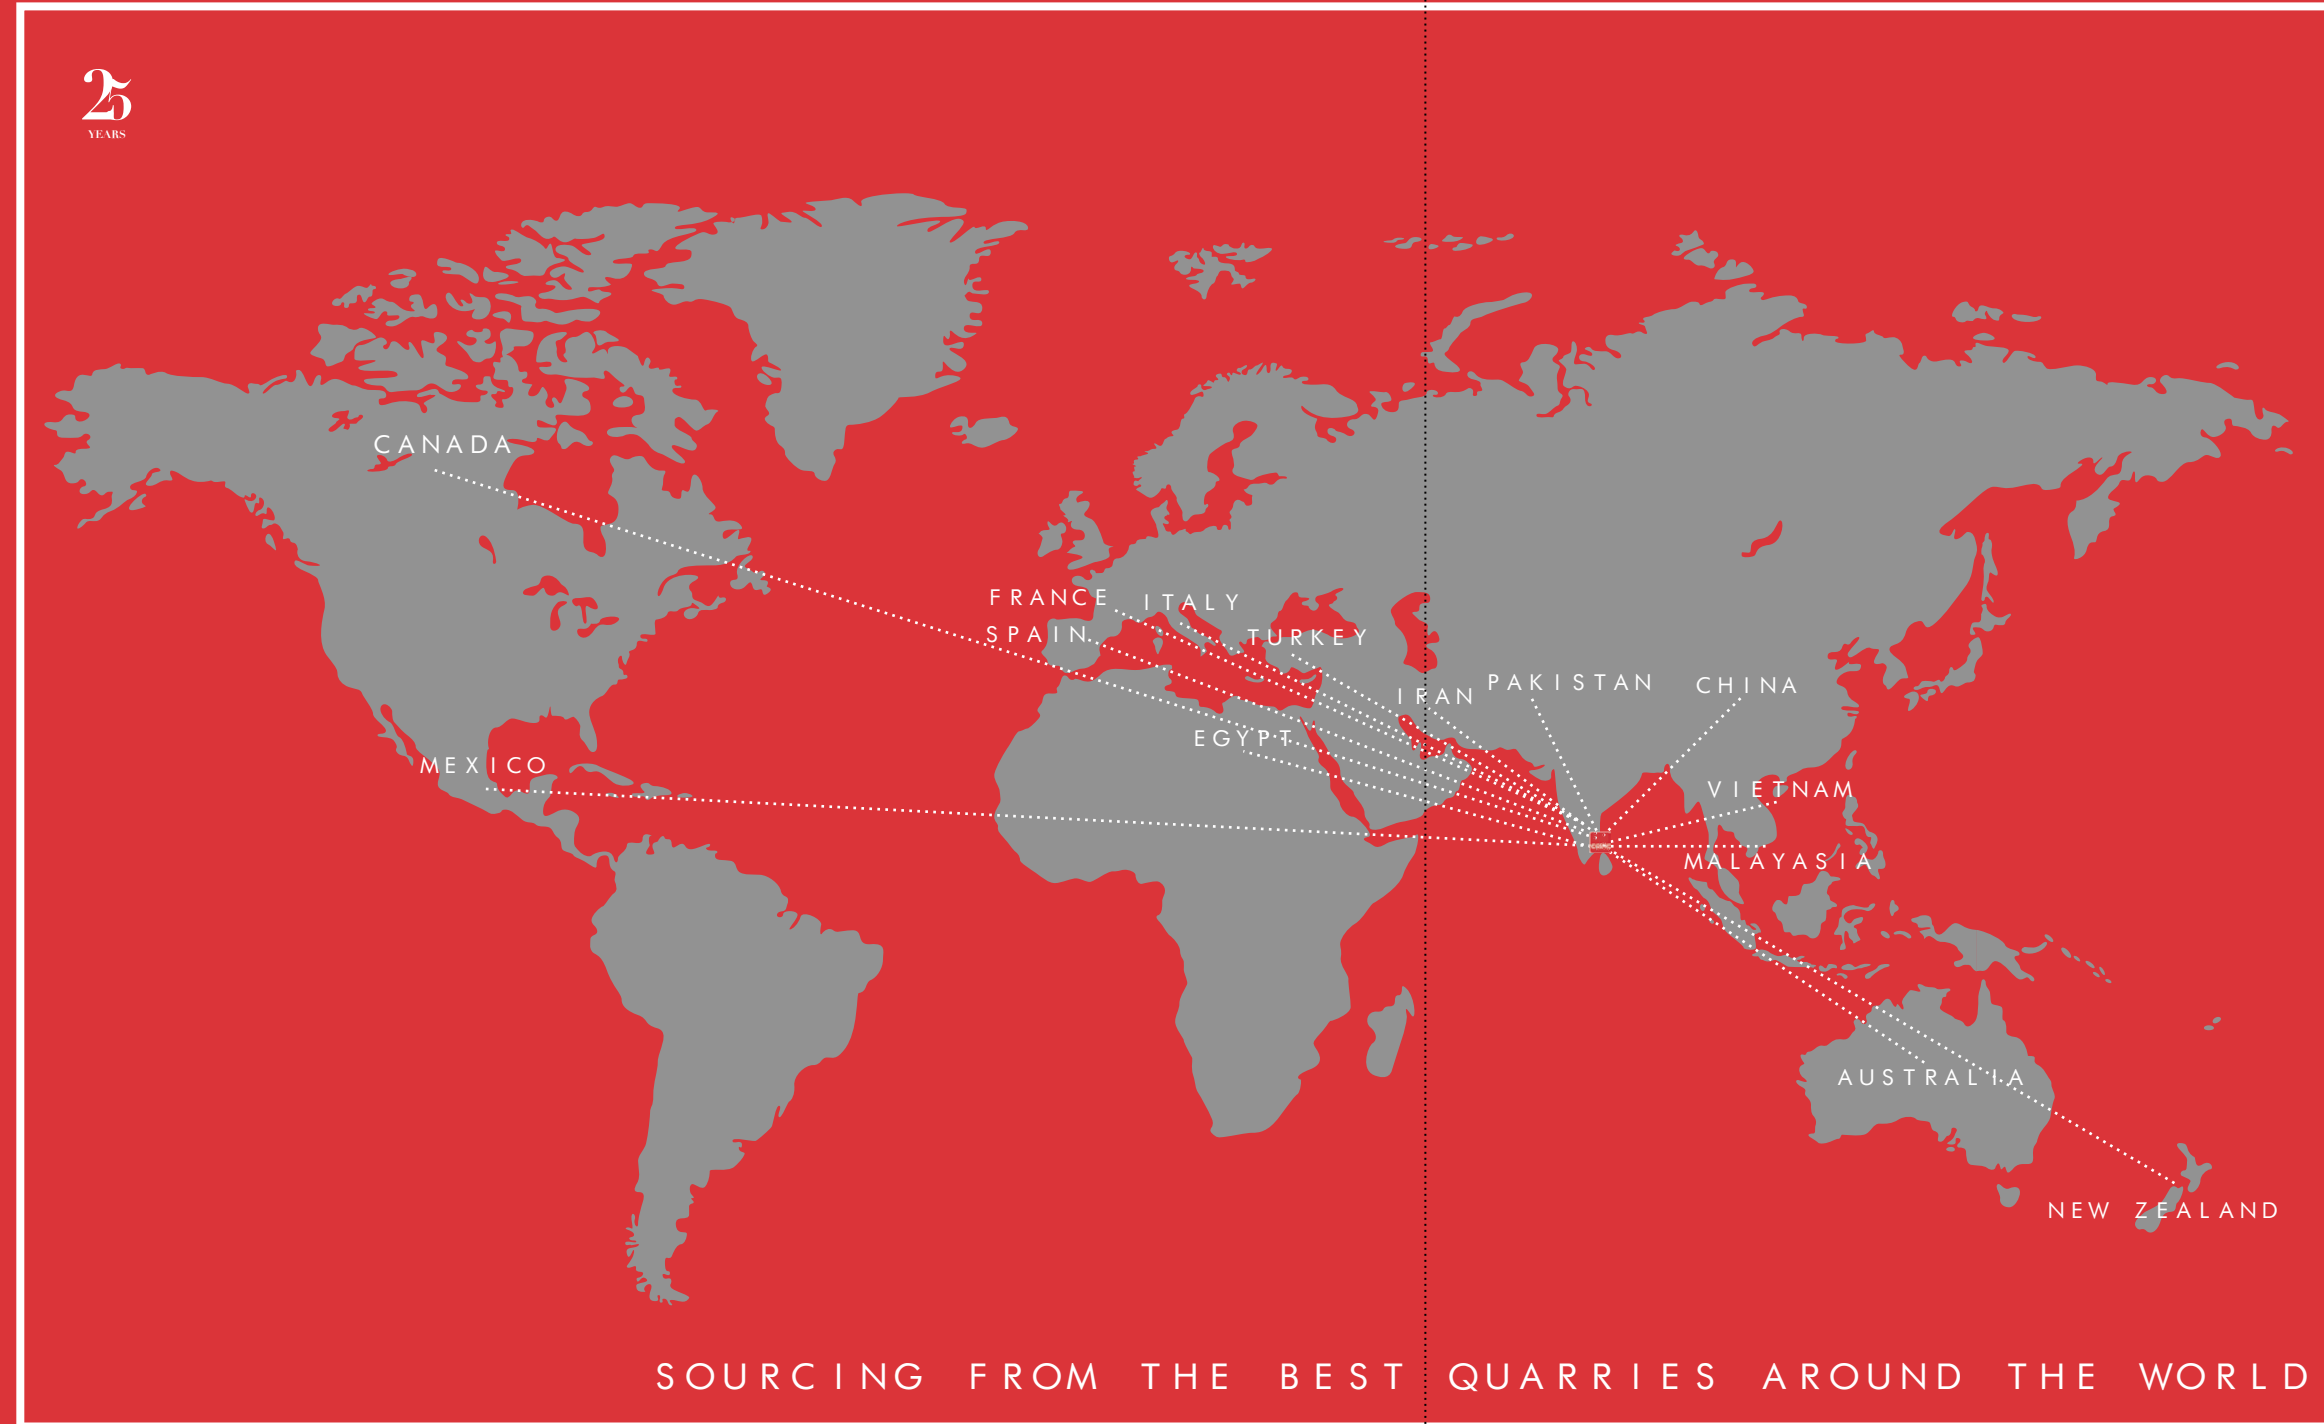 25
YEARS
CANADA
FRANCE
ITALY
SPAIN
TURKEY
IRAN
PAKISTAN
CHINA
EGYPT
MEXICO
VIETNAM
MALAYASIA
AUSTRALIA
NEW ZEALAND
SOURCING FROM THE BEST QUARRIES AROUND THE WORLD